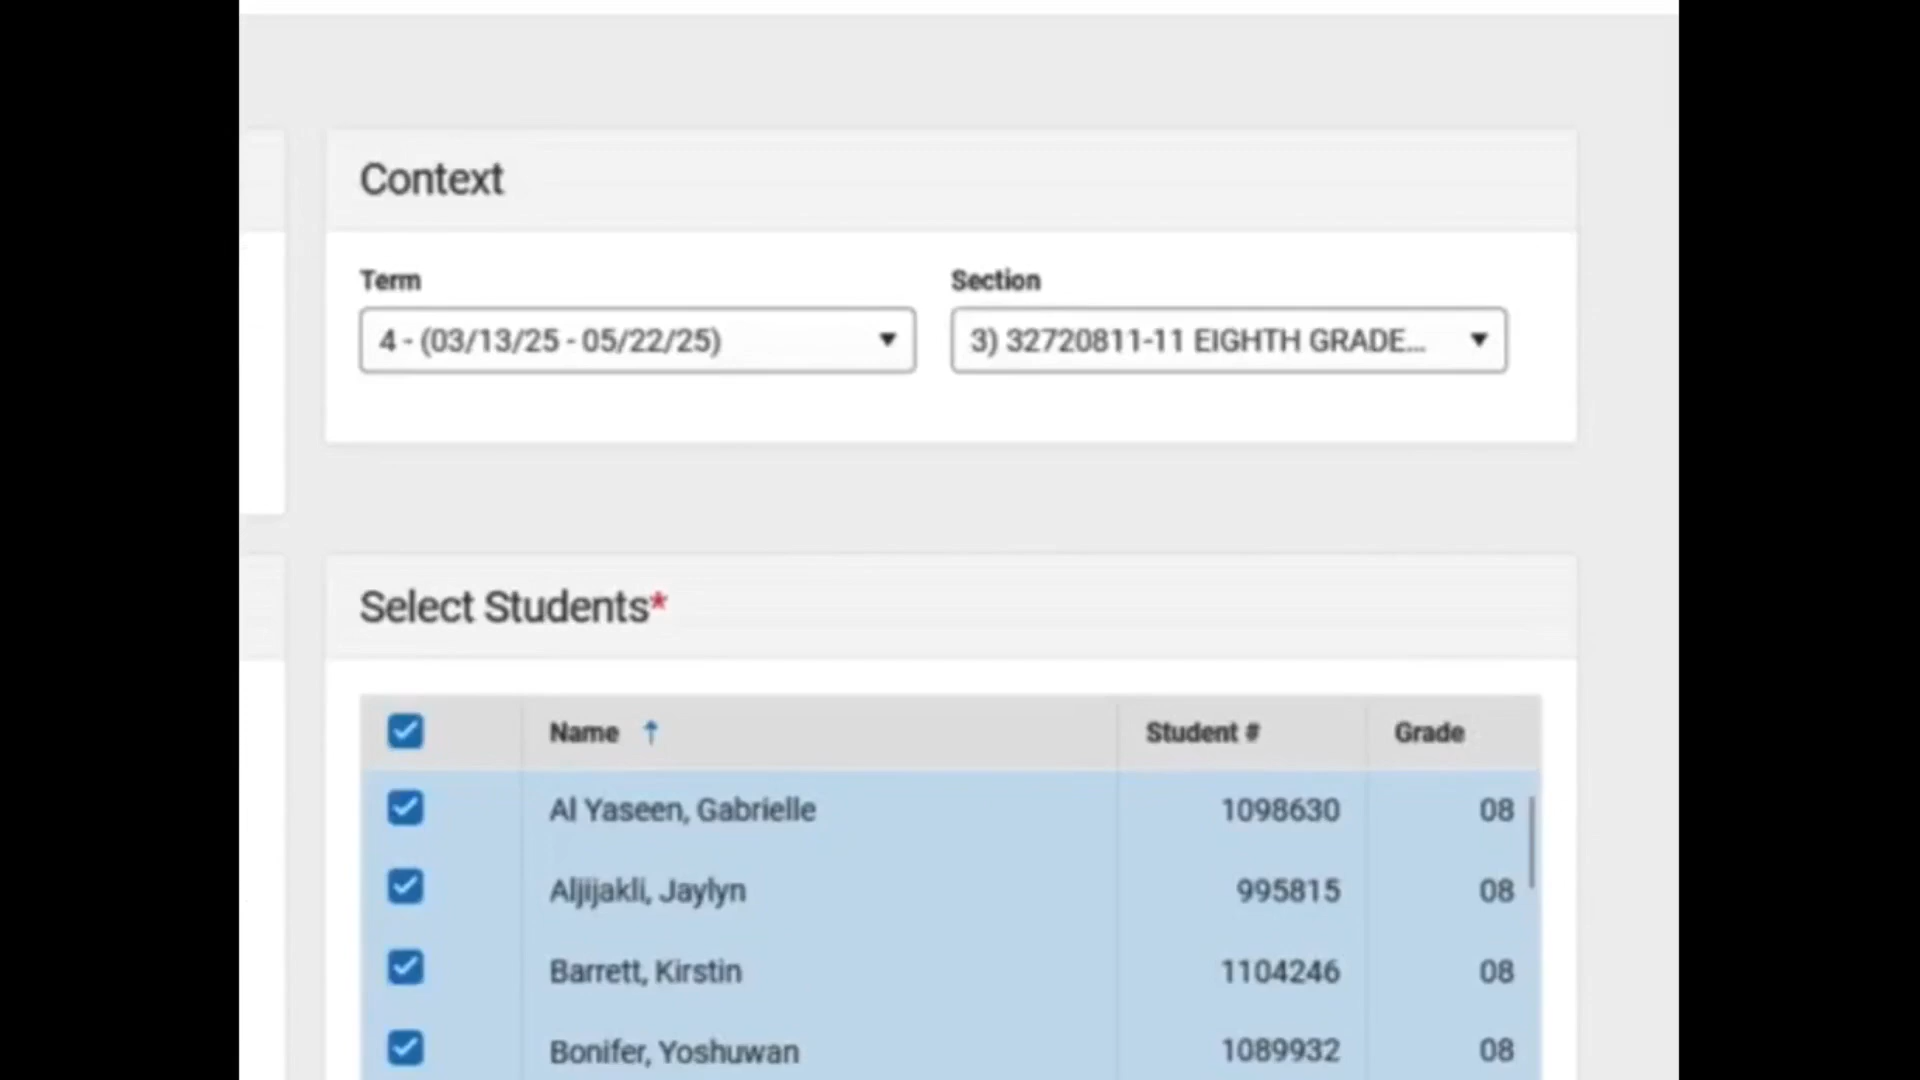 Context
Term Section
4 - (03/13/25 - 05/22/25) 3) 32720811-11 EIGHTH GRADE...
Select Students*
Name ↑ Student # Grade
Al Yaseen, Gabrielle 1098630 08
Aljijakli, Jaylyn 995815 08
Barrett, Kirstin 1104246 08
Bonifer, Yoshuwan 1089932 08